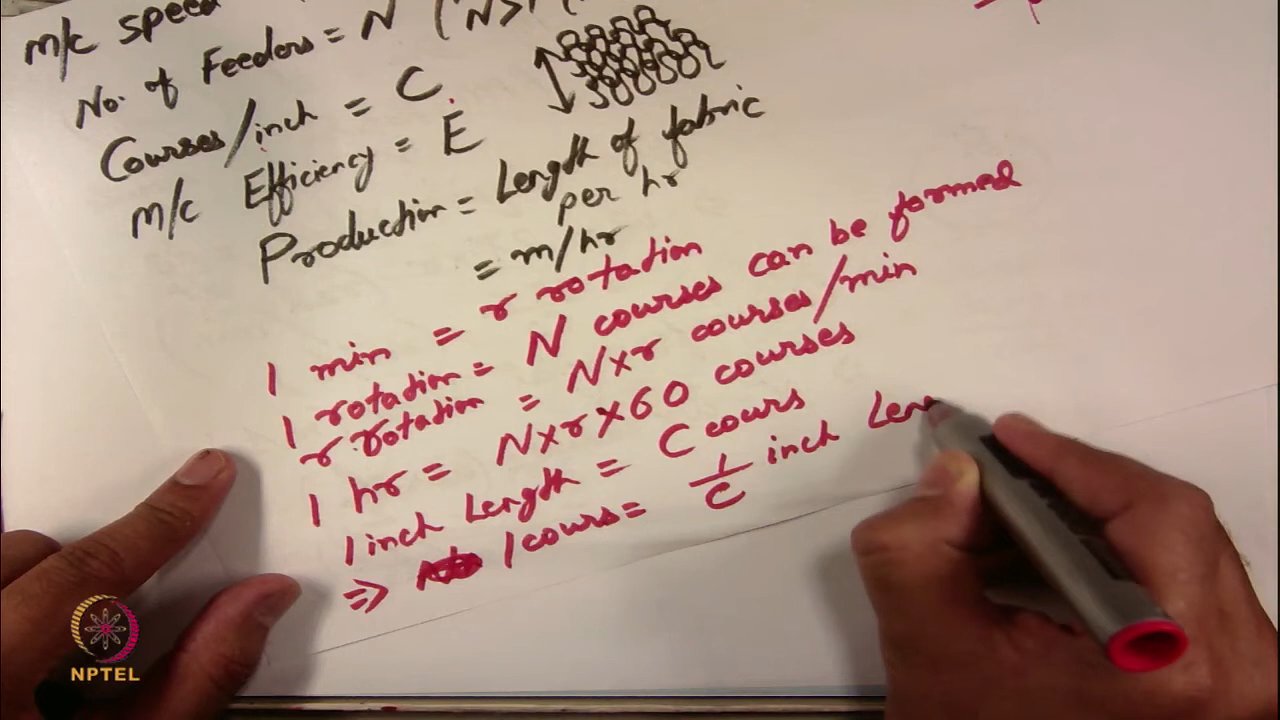 m/c speed
No. of Feeders = N (N>1
Courses/inch = C
m/c Efficiency = E
Production = Length of fabric
per hr
= m/hr
1 min = r rotation
1 rotation = N courses can be formed
r rotation = N×r courses/min
1 hr = N×r×60 courses
1 inch Length = C cours
⇒ 1 cours = 1/C inch Len
NPTEL